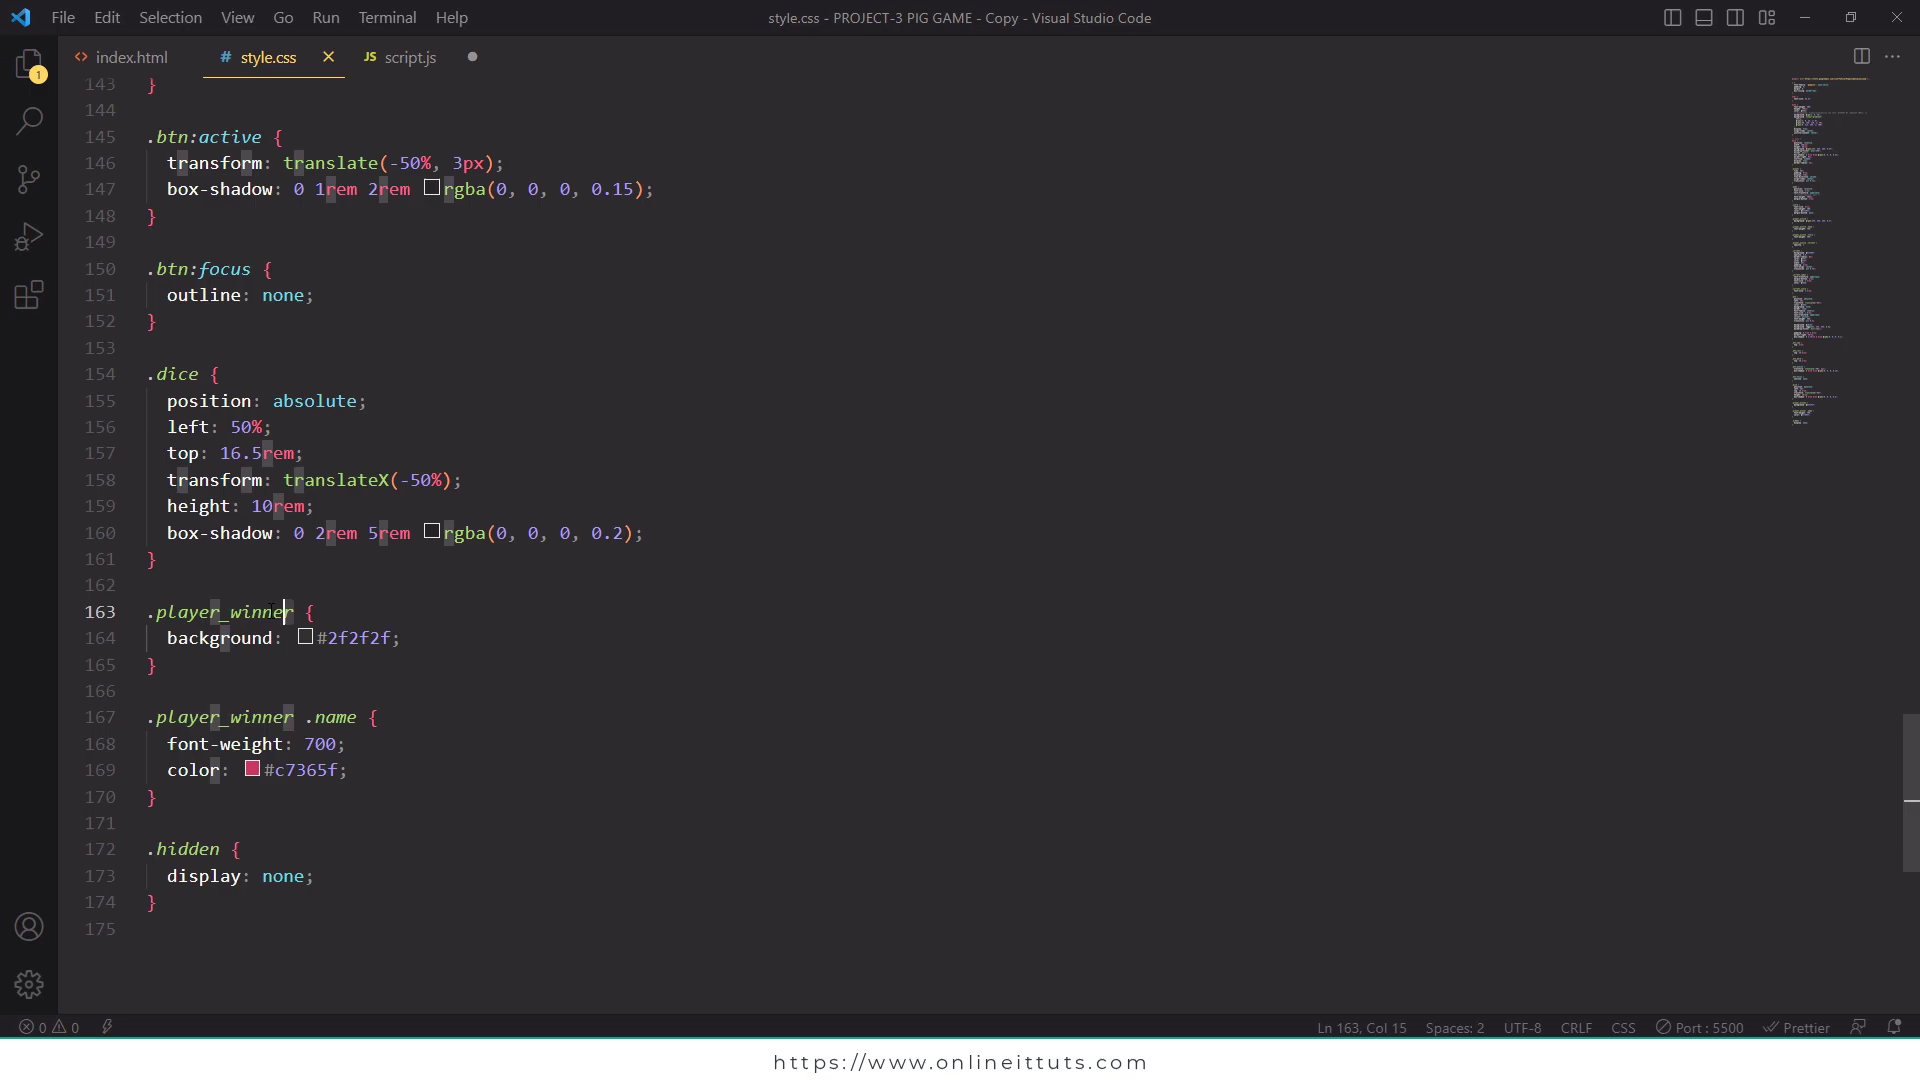 File Edit Selection View Go Run Terminal Help
style.css - PROJECT-3 PIG GAME - Copy - Visual Studio Code
index.html
# style.css
JS script.js
1
143 }
144
145 .btn:active {
146 transform: translate(-50%, 3px);
147 box-shadow: 0 1rem 2rem rgba(0, 0, 0, 0.15);
148 }
149
150 .btn:focus {
151 outline: none;
152 }
153
154 .dice {
155 position: absolute;
156 left: 50%;
157 top: 16.5rem;
158 transform: translateX(-50%);
159 height: 10rem;
160 box-shadow: 0 2rem 5rem rgba(0, 0, 0, 0.2);
161 }
162
163 .player_winner {
164 background: #2f2f2f;
165 }
166
167 .player_winner .name {
168 font-weight: 700;
169 color: #c7365f;
170 }
171
172 .hidden {
173 display: none;
174 }
175
0 0
Ln 163, Col 15 Spaces: 2 UTF-8 CRLF CSS Port : 5500 Prettier
https://www.onlineittuts.com